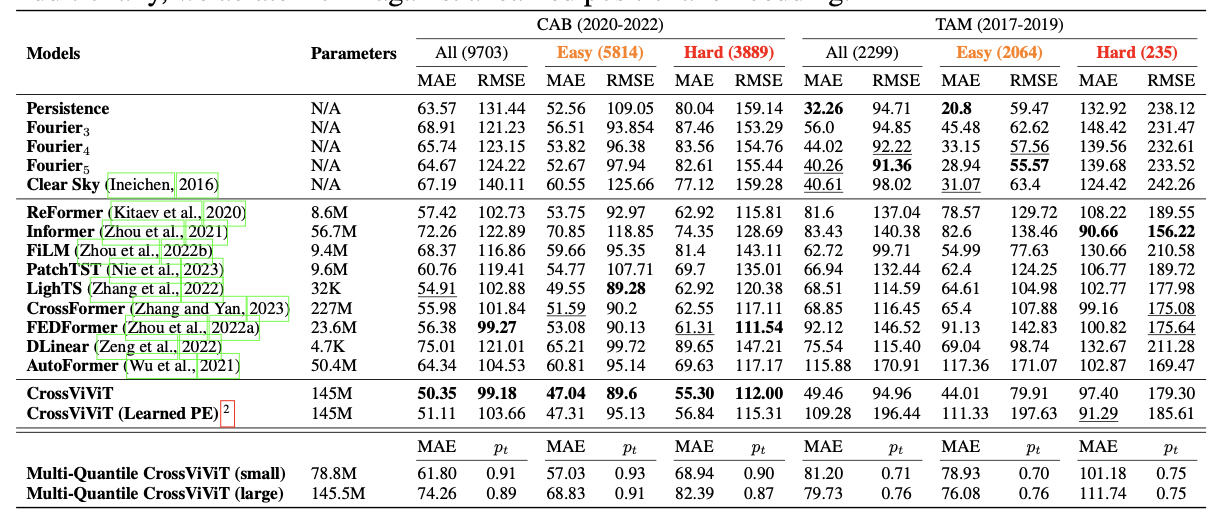 CAB (2020-2022) TAM (2017-2019)
Models Parameters All (9703) Easy (5814) Hard (3889) All (2299) Easy (2064) Hard (235)
MAE RMSE MAE RMSE MAE RMSE MAE RMSE MAE RMSE MAE RMSE
Persistence N/A 63.57 131.44 52.56 109.05 80.04 159.14 32.26 94.71 20.8 59.47 132.92 238.12
Fourier3 N/A 68.91 121.23 56.51 93.854 87.46 153.29 56.0 94.85 45.48 62.62 148.42 231.47
Fourier4 N/A 65.74 123.15 53.82 96.38 83.56 154.76 44.02 92.22 33.15 57.56 139.56 232.61
Fourier5 N/A 64.67 124.22 52.67 97.94 82.61 155.44 40.26 91.36 28.94 55.57 139.68 233.52
Clear Sky (Ineichen, 2016) N/A 67.19 140.11 60.55 125.66 77.12 159.28 40.61 98.02 31.07 63.4 124.42 242.26
ReFormer (Kitaev et al., 2020) 8.6M 57.42 102.73 53.75 92.97 62.92 115.81 81.6 137.04 78.57 129.72 108.22 189.55
Informer (Zhou et al., 2021) 56.7M 72.26 122.89 70.85 118.85 74.35 128.69 83.43 140.38 82.6 138.46 90.66 156.22
FiLM (Zhou et al., 2022b) 9.4M 68.37 116.86 59.66 95.35 81.4 143.11 62.72 99.71 54.99 77.63 130.66 210.58
PatchTST (Nie et al., 2023) 9.6M 60.76 119.41 54.77 107.71 69.7 135.01 66.94 132.44 62.4 124.25 106.77 189.72
LighTS (Zhang et al., 2022) 32K 54.91 102.88 49.55 89.28 62.92 120.38 68.51 114.59 64.61 104.98 102.77 177.98
CrossFormer (Zhang and Yan, 2023) 227M 55.98 101.84 51.59 90.2 62.55 117.11 68.85 116.45 65.4 107.88 99.16 175.08
FEDFormer (Zhou et al., 2022a) 23.6M 56.38 99.27 53.08 90.13 61.31 111.54 92.12 146.52 91.13 142.83 100.82 175.64
DLinear (Zeng et al., 2022) 4.7K 75.01 121.01 65.21 99.72 89.65 147.21 75.54 115.40 69.04 98.74 132.67 211.28
AutoFormer (Wu et al., 2021) 50.4M 64.34 104.53 60.81 95.14 69.63 117.17 115.88 170.91 117.36 171.07 102.87 169.47
CrossViViT 145M 50.35 99.18 47.04 89.6 55.30 112.00 49.46 94.96 44.01 79.91 97.40 179.30
CrossViViT (Learned PE) 2 145M 51.11 103.66 47.31 95.13 56.84 115.31 109.28 196.44 111.33 197.63 91.29 185.61
MAE pt MAE pt MAE pt MAE pt MAE pt MAE pt
Multi-Quantile CrossViViT (small) 78.8M 61.80 0.91 57.03 0.93 68.94 0.90 81.20 0.71 78.93 0.70 101.18 0.75
Multi-Quantile CrossViViT (large) 145.5M 74.26 0.89 68.83 0.91 82.39 0.87 79.73 0.76 76.08 0.76 111.74 0.75